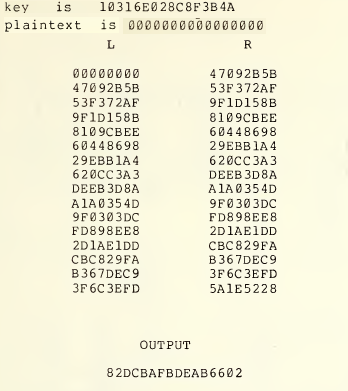 key is 10316E028C8F3B4A
plaintext is 0000000000000000
L R
00000000 47092B5B
47092B5B 53F372AF
53F372AF 9F1D158B
9F1D158B 8109CBEE
8109CBEE 60448698
60448698 29EBB1A4
29EBB1A4 620CC3A3
620CC3A3 DEEB3D8A
DEEB3D8A A1A0354D
A1A0354D 9F0303DC
9F0303DC FD898EE8
FD898EE8 2D1AE1DD
2D1AE1DD CBC829FA
CBC829FA B367DEC9
B367DEC9 3F6C3EFD
3F6C3EFD 5A1E5228
OUTPUT
82DCBAFBDEAB6602